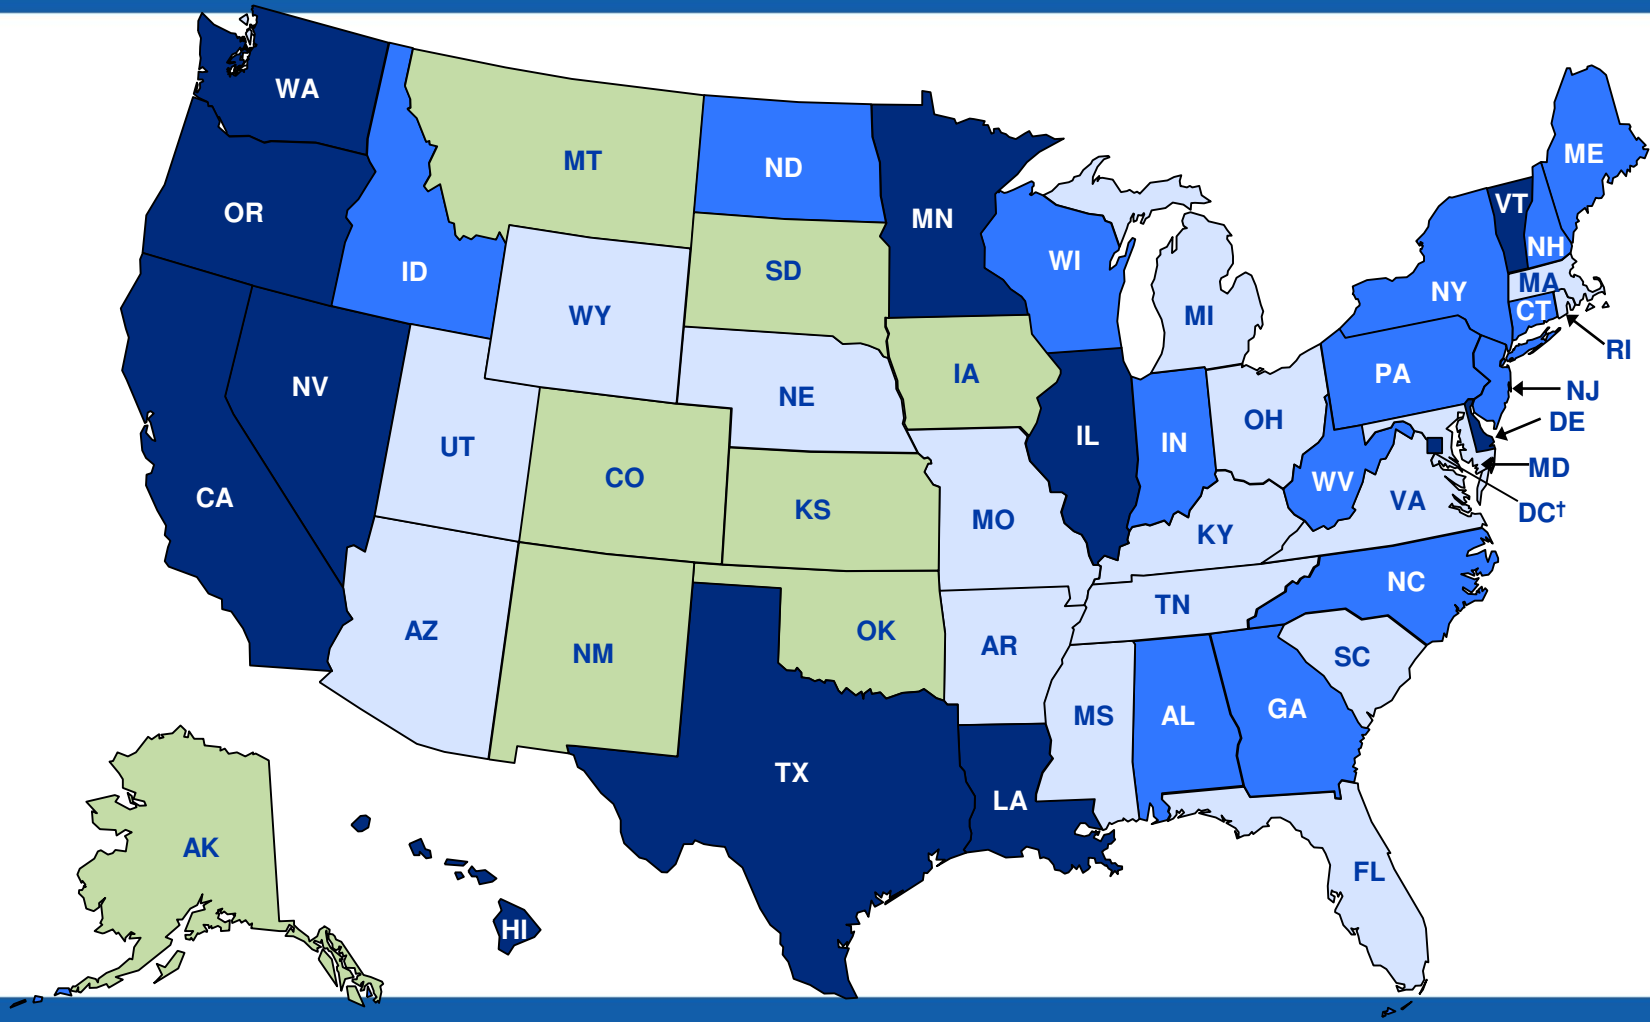 WA
MT
ND
ME
OR
MN
VT
ID
SD
WI
NH
MA
NY
CT
WY
MI
RI
NV
NE
IA
PA
NJ
UT
CO
KS
IL
IN
OH
DE
WV
MD
CA
MO
VA
DC†
KY
AZ
NM
OK
AR
TN
NC
SC
TX
MS
AL
GA
LA
AK
FL
HI